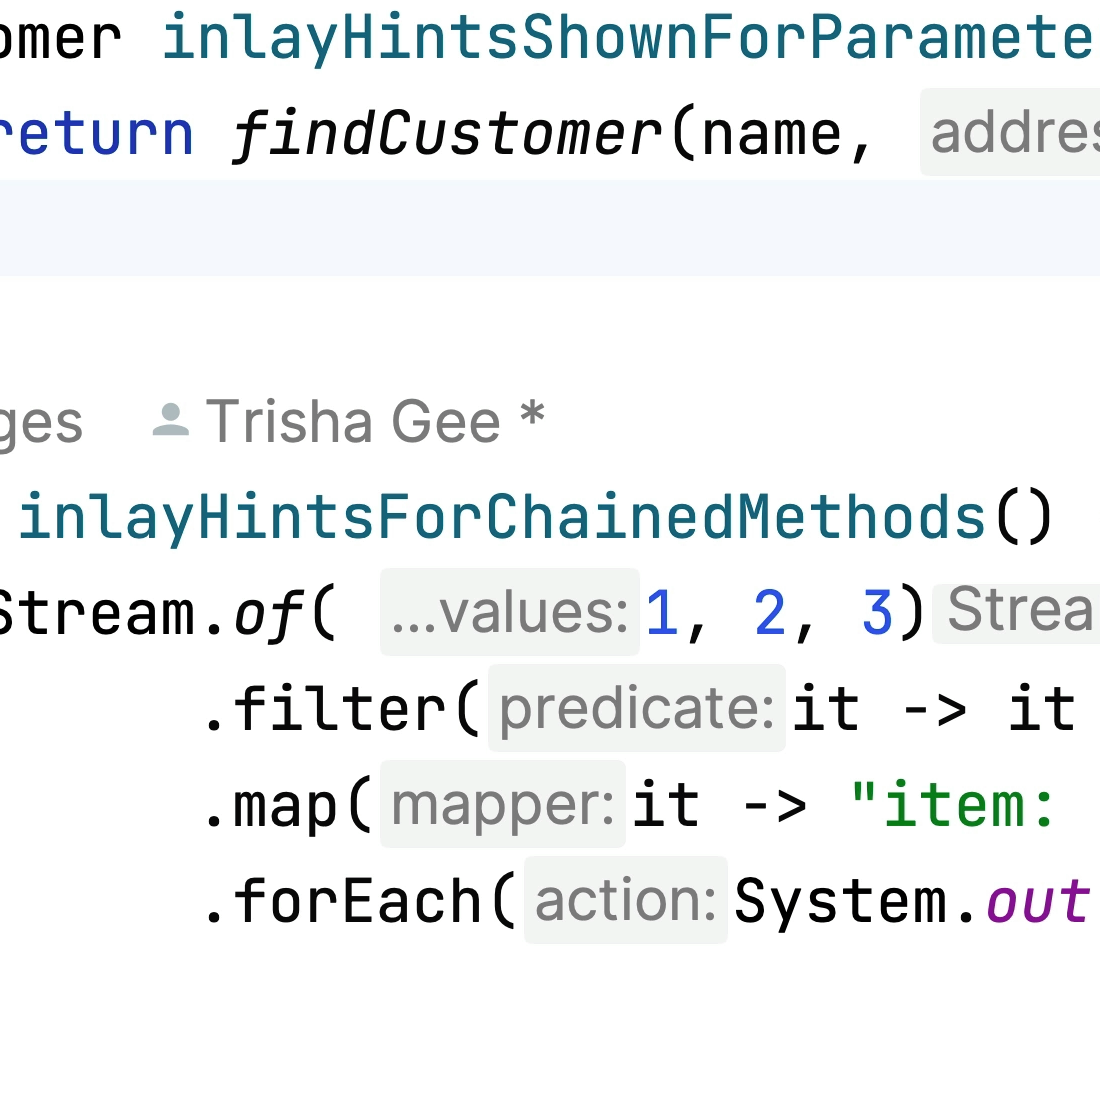 omer inlayHintsShownForParamete
return findCustomer(name, addres
ges Trisha Gee *
inlayHintsForChainedMethods()
Stream.of( ...values: 1, 2, 3) Strea
.filter( predicate: it -> it
.map( mapper: it -> "item:
.forEach( action: System.out